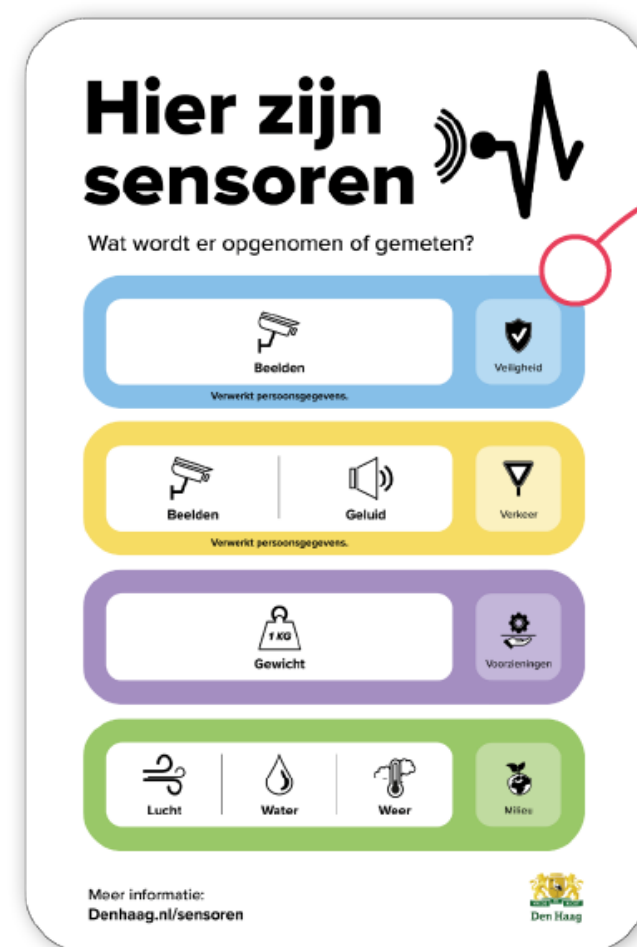 Hier zijn
sensoren
Wat wordt er opgenomen of gemeten?
Beelden
Veiligheid
Verwerkt persoonsgegevens.
Beelden
Geluid
Verkeer
Verwerkt persoonsgegevens.
1 KG
Gewicht
Voorzieningen
Lucht
Water
Weer
Milieu
Meer informatie:
Denhaag.nl/sensoren
Den Haag